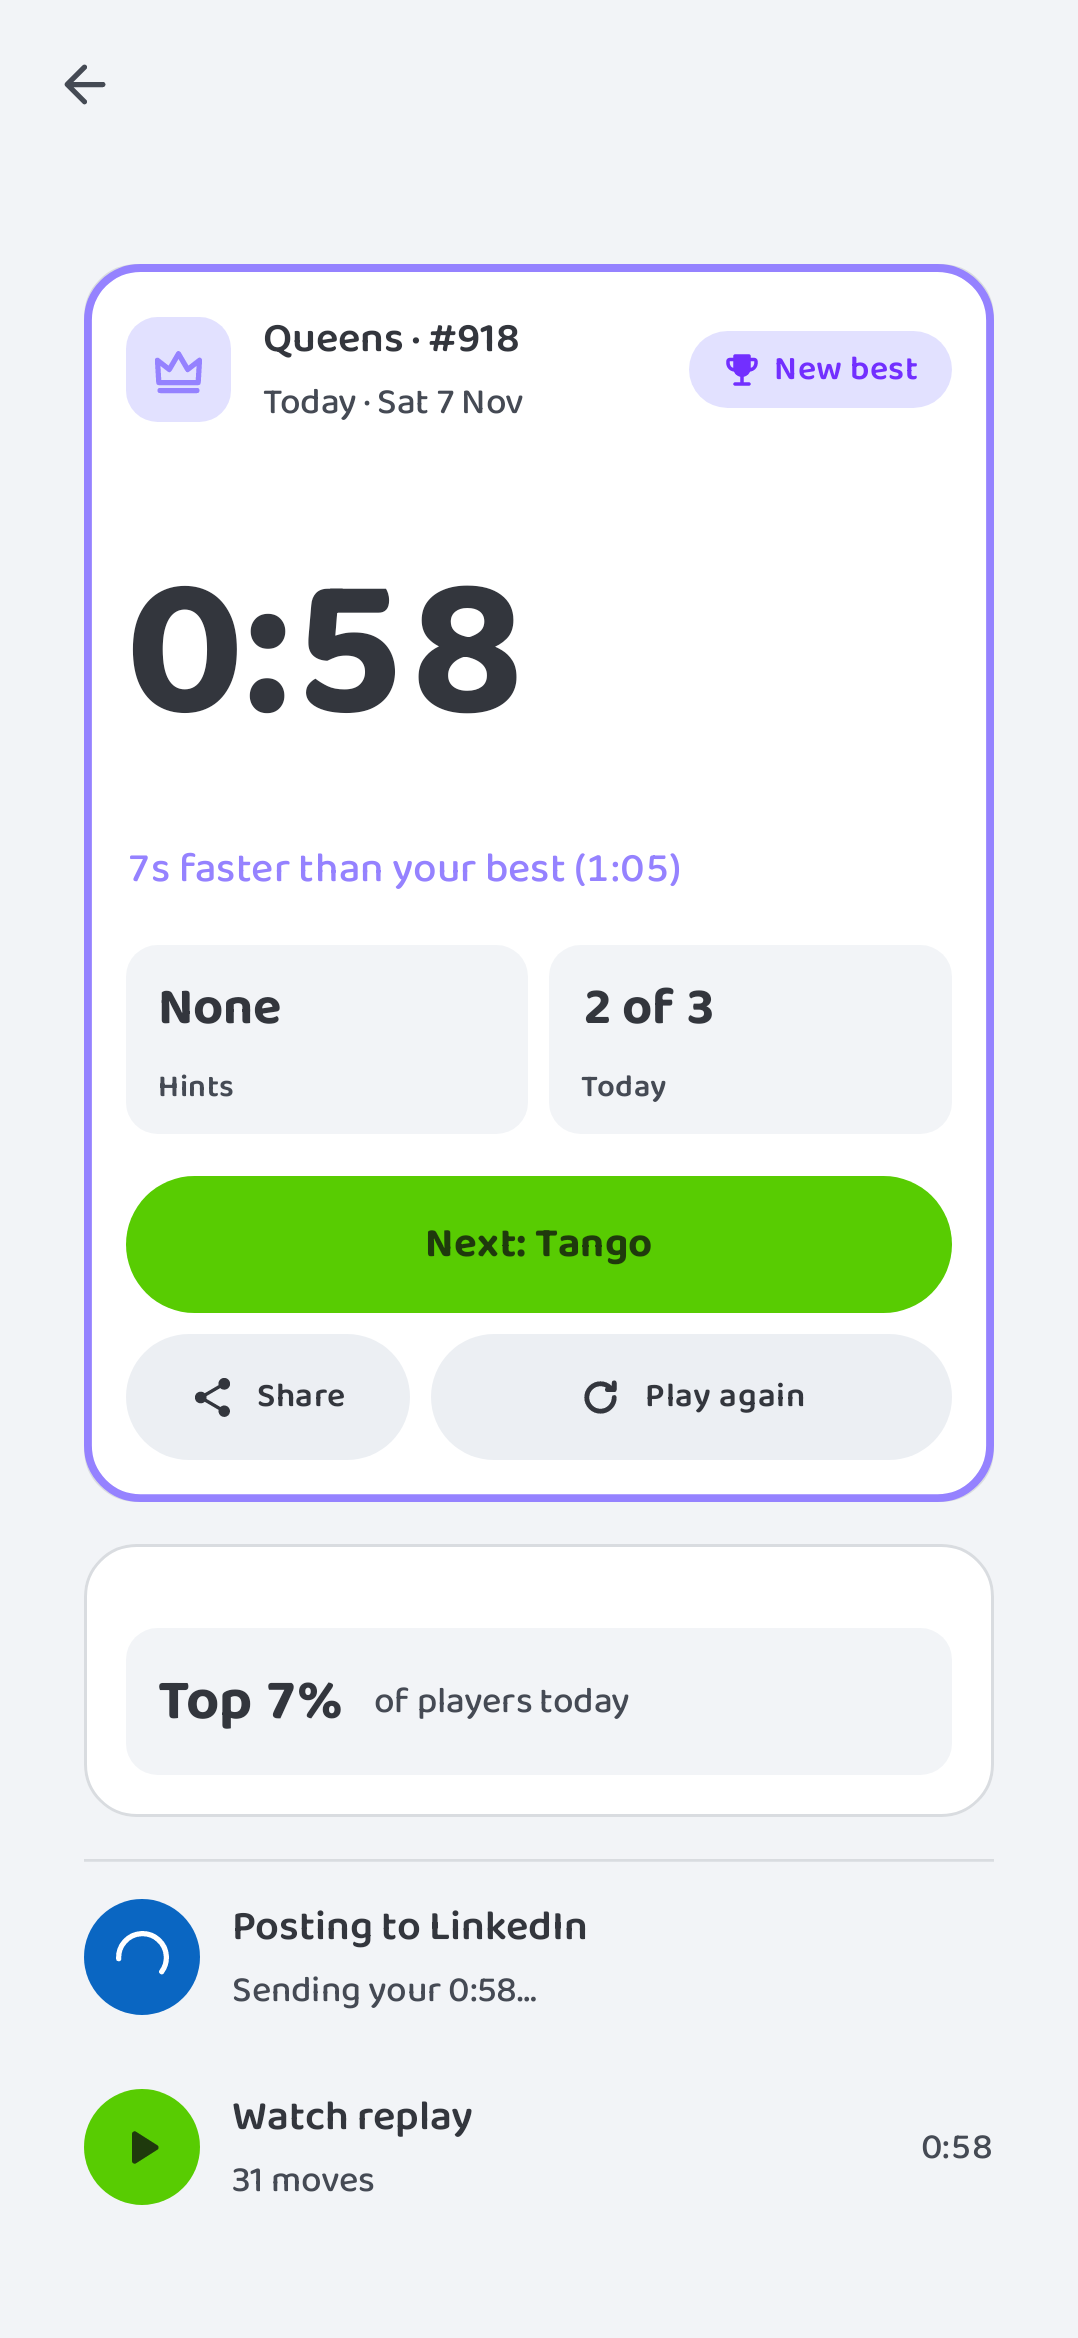 Queens · #918
Today · Sat 7 Nov
New best
0:58
7s faster than your best (1:05)
None
Hints
2 of 3
Today
Next: Tango
Share
Play again
Top 7% of players today
Posting to LinkedIn
Sending your 0:58...
Watch replay
31 moves
0:58